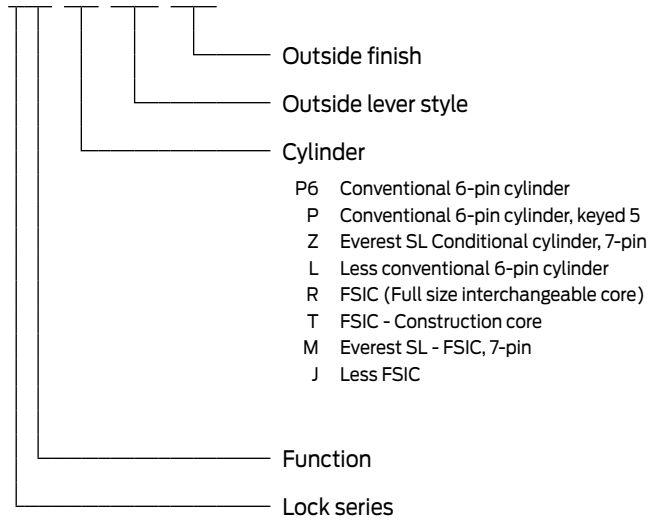 Outside finish
Outside lever style
Cylinder
P6 Conventional 6-pin cylinder
P Conventional 6-pin cylinder, keyed 5
Z Everest SL Conditional cylinder, 7-pin
L Less conventional 6-pin cylinder
R FSIC (Full size interchangeable core)
T FSIC - Construction core
M Everest SL - FSIC, 7-pin
J Less FSIC
Function
Lock series